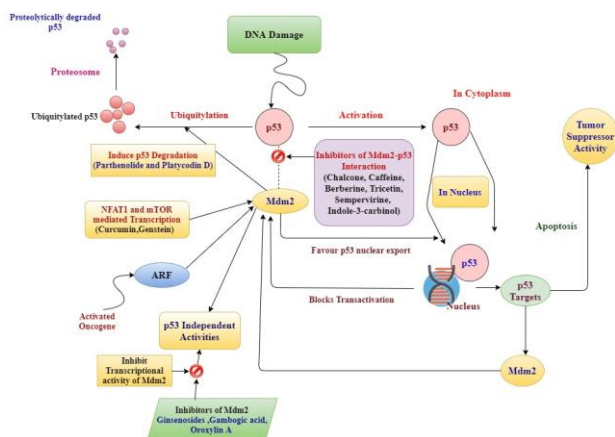 Proteolytically degraded
p53
DNA Damage
Proteosome
In Cytoplasm
Ubiquitylated p53
Ubiquitylation
p53
Activation
p53
Tumor
Suppressor
Activity
Induce p53 Degradation
(Parthenolide and Platycodin D)
Inhibitors of Mdm2-p53
Interaction
(Chalcone, Caffeine,
Berberine, Tricetin,
Sempervirine,
Indole-3-carbinol)
In Nucleus
Mdm2
NFAT1 and mTOR
mediated Transcription
(Curcumin,Genstein)
Favour p53 nuclear export
Apoptosis
p53
ARF
Blocks Transactivation
Nucleus
p53
Targets
Activated
Oncogene
p53 Independent
Activities
Inhibit
Transcriptional
activity of Mdm2
Mdm2
Inhibitors of Mdm2
Ginsenosides ,Gambogic acid,
Oroxylin A